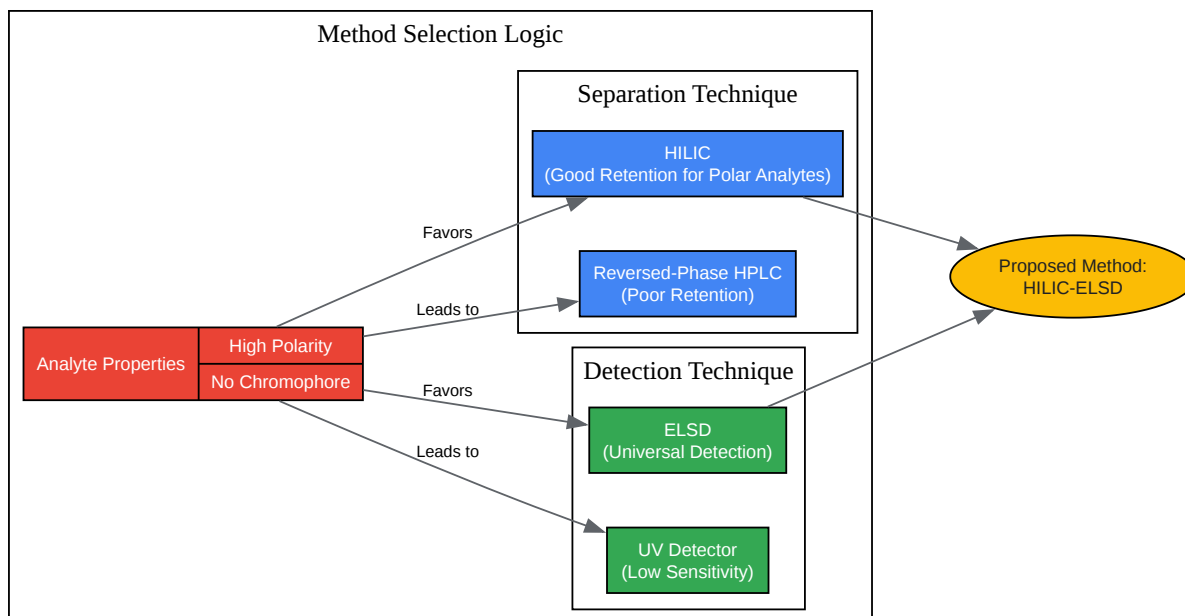 Method Selection Logic
Separation Technique
HILIC
(Good Retention for Polar Analytes)
Favors
Reversed-Phase HPLC
(Poor Retention)
Leads to
Proposed Method:
HILIC-ELSD
Analyte Properties
High Polarity
No Chromophore
Detection Technique
Favors
ELSD
(Universal Detection)
Leads to
UV Detector
(Low Sensitivity)